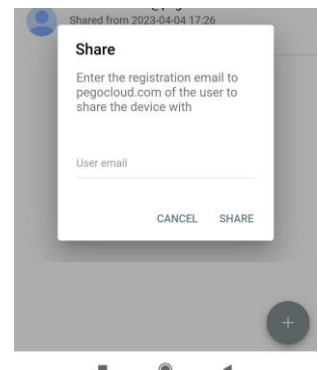 Shared from 2023-04-04 17:26
Share
Enter the registration email to
pegocloud.com of the user to
share the device with
User email
CANCEL SHARE
+